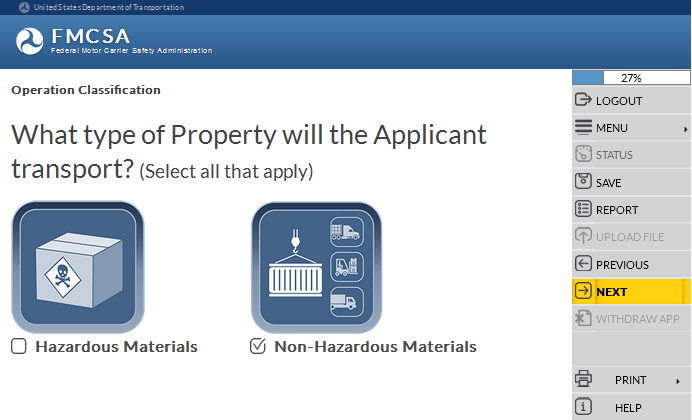 United States Department of Transportation
FMCSA
Federal Motor Carrier Safety Administration
27%
Operation Classification
What type of Property will the Applicant
transport? (Select all that apply)
Hazardous Materials
Non-Hazardous Materials
LOGOUT
MENU
STATUS
SAVE
REPORT
UPLOAD FILE
PREVIOUS
NEXT
WITHDRAW APP
PRINT
HELP